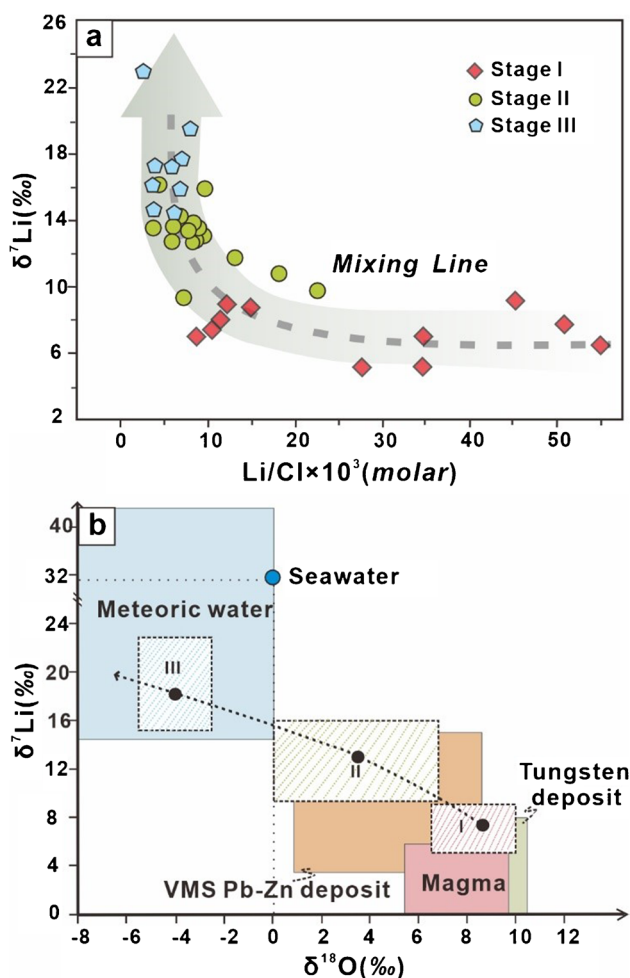 a
26
22
18
14
10
6
2
δ⁷Li(‰)
Stage I
Stage II
Stage III
Mixing Line
0 10 20 30 40 50
Li/Cl×10³(molar)
b
40
32
24
20
16
12
8
4
0
δ⁷Li(‰)
Seawater
Meteoric water
III
II
Tungsten
deposit
I
VMS Pb-Zn deposit
Magma
-8 -6 -4 -2 0 2 4 6 8 10 12
δ¹⁸O(‰)